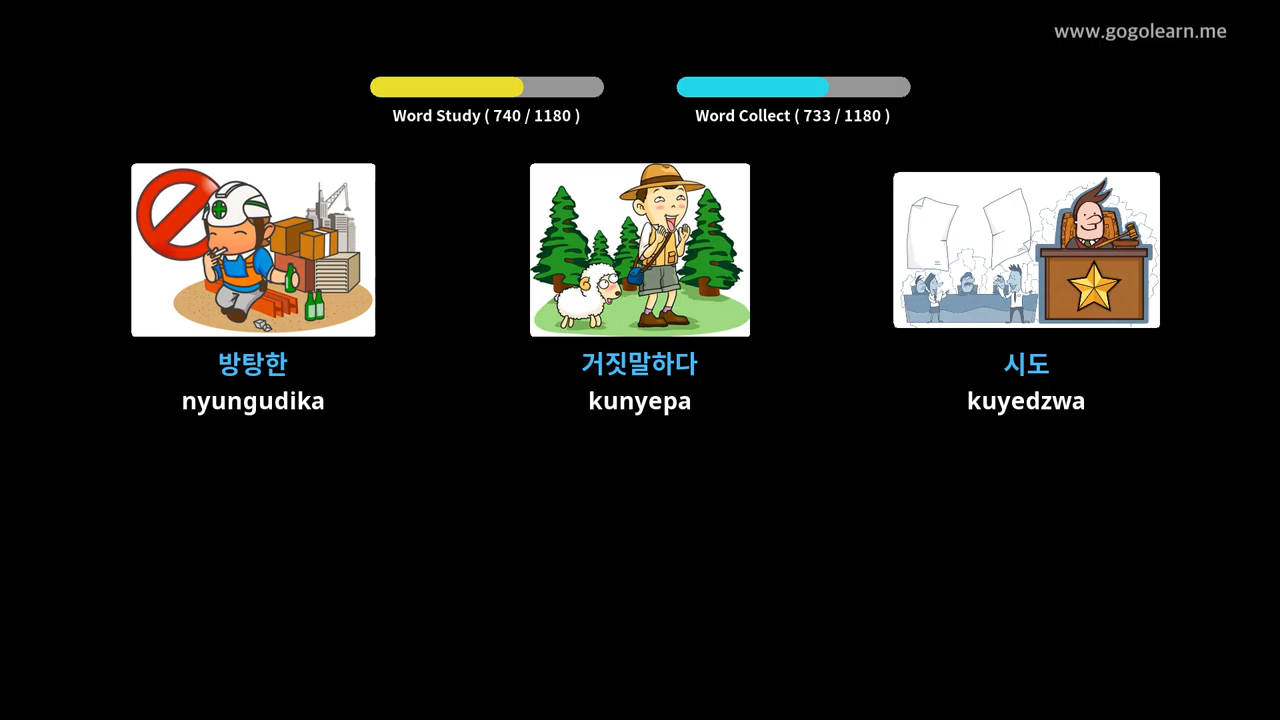 www.gogolearn.me
Word Study ( 740 / 1180 )
Word Collect ( 733 / 1180 )
방탕한
nyungudika
거짓말하다
kunyepa
시도
kuyedzwa